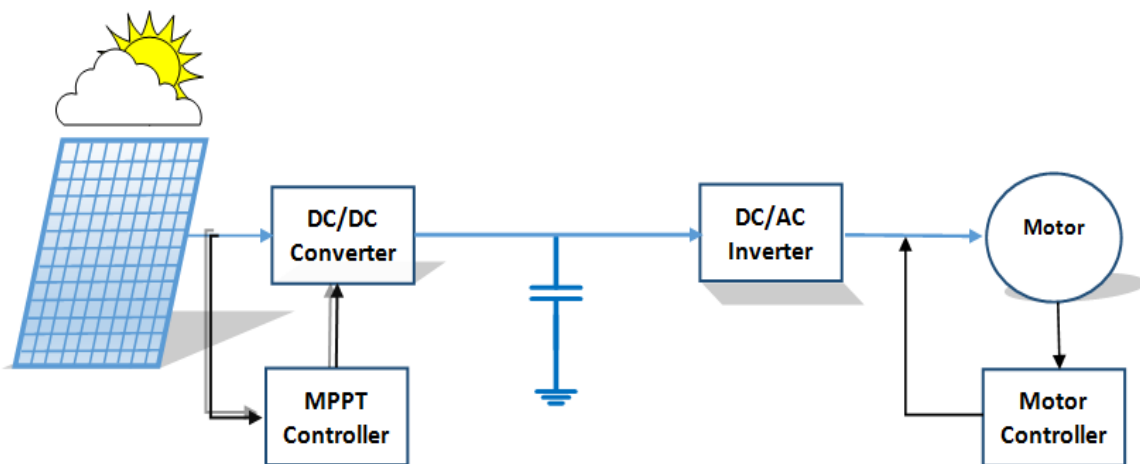 DC/DC
Converter
DC/AC
Inverter
Motor
MPPT
Controller
Motor
Controller